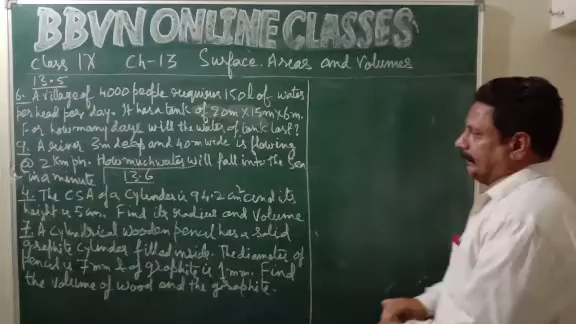 BBVN ONLINE CLASSES
Class IX Ch-13 Surface Areas and Volumes
13.5
6. A village of 4000 people requires 150l of water
per head per day. It has a tank of 20m X 15m X 6m.
For how many days will the water of tank last?
9. A river 3m deep and 40m wide is flowing
@ 2 kmph. How much water will fall into the sea
in a minute 13.6
4. The CSA of a Cylinder is 94.2 cm² and its
height is 5cm. Find its radius and Volume
7. A Cylindrical wooden pencil has a solid
graphite Cylinder filled inside. The diameter of
pencil is 7mm & of graphite is 1mm. Find
the volume of wood and the graphite.